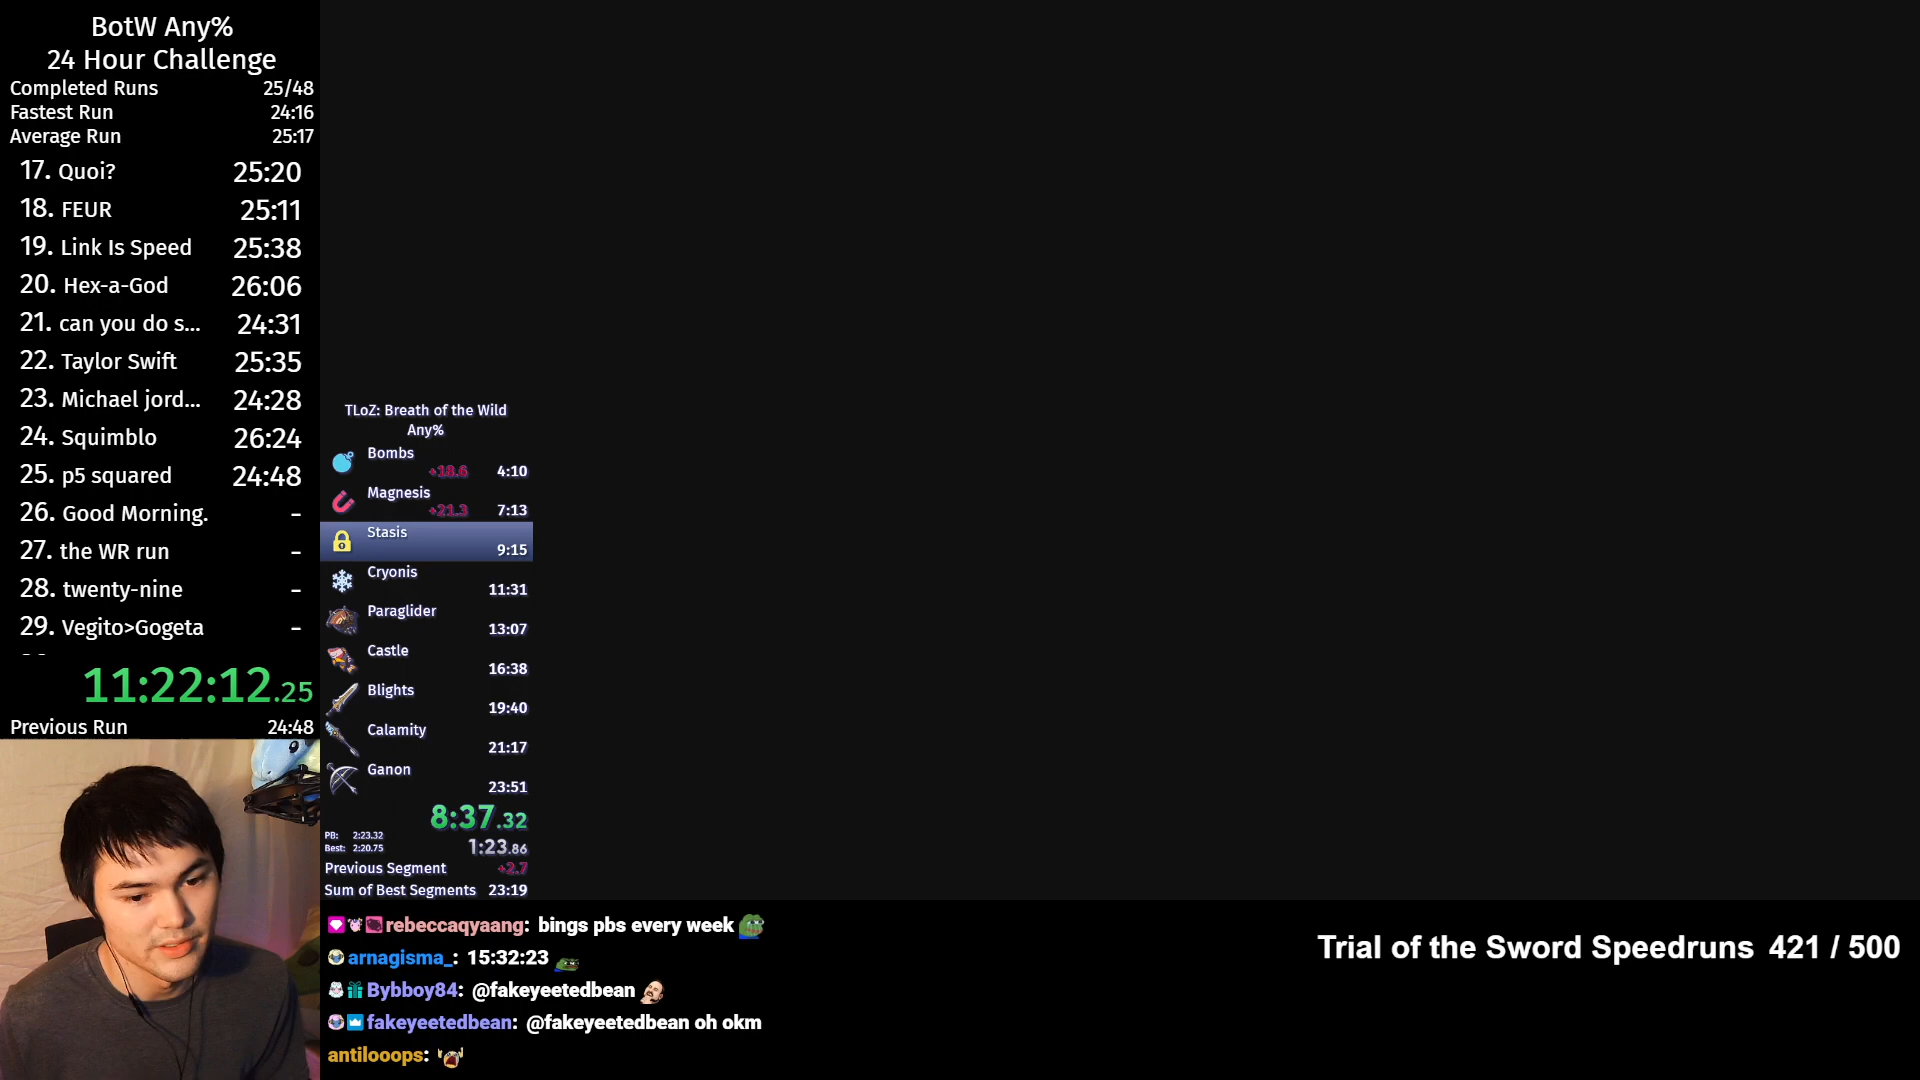 BotW Any%
24 Hour Challenge
Completed Runs 25/48
Fastest Run 24:16
Average Run 25:17
17. Quoi? 25:20
18. FEUR 25:11
19. Link Is Speed 25:38
20. Hex-a-God 26:06
21. can you do s... 24:31
22. Taylor Swift 25:35
23. Michael jord... 24:28
24. Squimblo 26:24
25. p5 squared 24:48
26. Good Morning. -
27. the WR run -
28. twenty-nine -
29. Vegito>Gogeta -
11:22:12.25
Previous Run 24:48
TLoZ: Breath of the Wild
Any%
Bombs
+18.6 4:10
Magnesis
+21.3 7:13
Stasis
9:15
Cryonis
11:31
Paraglider
13:07
Castle
16:38
Blights
19:40
Calamity
21:17
Ganon
23:51
8:37.32
PB: 2:23.32
Best: 2:20.75
1:23.86
Previous Segment +2.7
Sum of Best Segments 23:19
rebeccaqyaang: bings pbs every week
arnagisma_: 15:32:23
Bybboy84: @fakeyeetedbean
fakeyeetedbean: @fakeyeetedbean oh okm
antilooops:
Trial of the Sword Speedruns 421 / 500